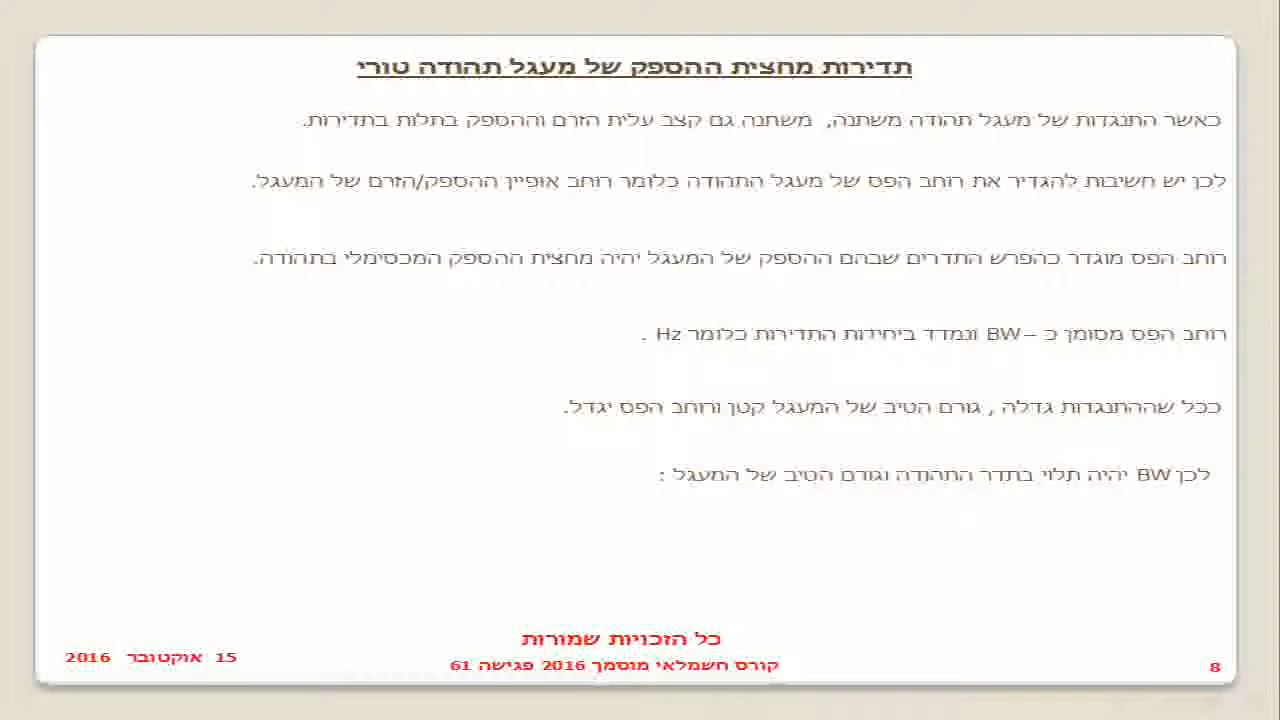 תדירות מחצית ההספק של מעגל תהודה טורי
כאשר התנגדות של מעגל תהודה משתנה, משתנה גם קצב עלית הזרם וההספק בתלות בתדירות.
לכן יש חשיבות להגדיר את רוחב הפס של מעגל התהודה כלומר רוחב אופיין ההספק/הזרם של המעגל.
רוחב הפס מוגדר כהפרש התדרים שבהם ההספק של המעגל יהיה מחצית ההספק המכסימלי בתהודה.
רוחב הפס מסומן כ – BW ונמדד ביחידות התדירות כלומר Hz .
ככל שההתנגדות גדלה , גורם הטיב של המעגל קטן ורוחב הפס יגדל.
לכן BW יהיה תלוי בתדר התהודה וגורם הטיב של המעגל :
כל הזכויות שמורות
קורס חשמלאי מוסמך 2016 פגישה 61
15 אוקטובר 2016
8